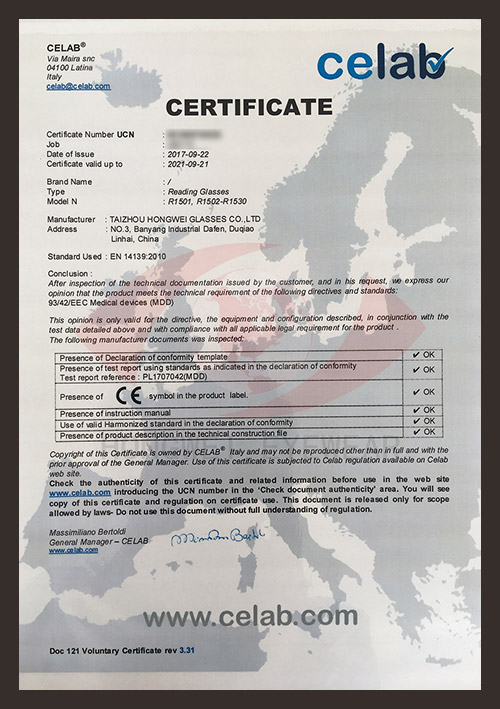 CELAB®
Via Maira snc
04100 Latina
Italy
celab@celab.com
celab
CERTIFICATE
Certificate Number UCN :
Job :
Date of Issue : 2017-09-22
Certificate valid up to : 2021-09-21
Brand Name : /
Type : Reading Glasses
Model N : R1501, R1502-R1530
Manufacturer : TAIZHOU HONGWEI GLASSES CO.,LTD
Address : NO.3, Banyang Industrial Dafen, Duqiao
Linhai, China
Standard Used : EN 14139:2010
Conclusion :
After inspection of the technical documentation issued by the customer, and in his request, we express our
opinion that the product meets the technical requirement of the following directives and standards:
93/42/EEC Medical devices (MDD)
This opinion is only valid for the directive, the equipment and configuration described, in conjunction with the
test data detailed above and with compliance with all applicable legal requirement for the product .
The following manufacturer documents was inspected:
Presence of Declaration of conformity template ✔ OK
Presence of test report using standards as indicated in the declaration of conformity
Test report reference : PL1707042(MDD) ✔ OK
Presence of CE symbol in the product label. ✔ OK
Presence of instruction manual ✔ OK
Use of valid Harmonized standard in the declaration of conformity ✔ OK
Presence of product description in the technical construction file ✔ OK
Copyright of this Certificate is owned by CELAB® Italy and may not be reproduced other than in full and with the
prior approval of the General Manager. Use of this certificate is subjected to Celab regulation available on Celab
web site.
Check the authenticity of this certificate and related information before use in the web site
www.celab.com introducing the UCN number in the 'Check document authenticity' area. You will see
copy of this certificate and regulation on certificate use. This document is released only for scope
allowed by laws- Do not use this document without full understanding of regulation.
Massimiliano Bertoldi
General Manager – CELAB
www.celab.com
www.celab.com
Doc 121 Voluntary Certificate rev 3.31